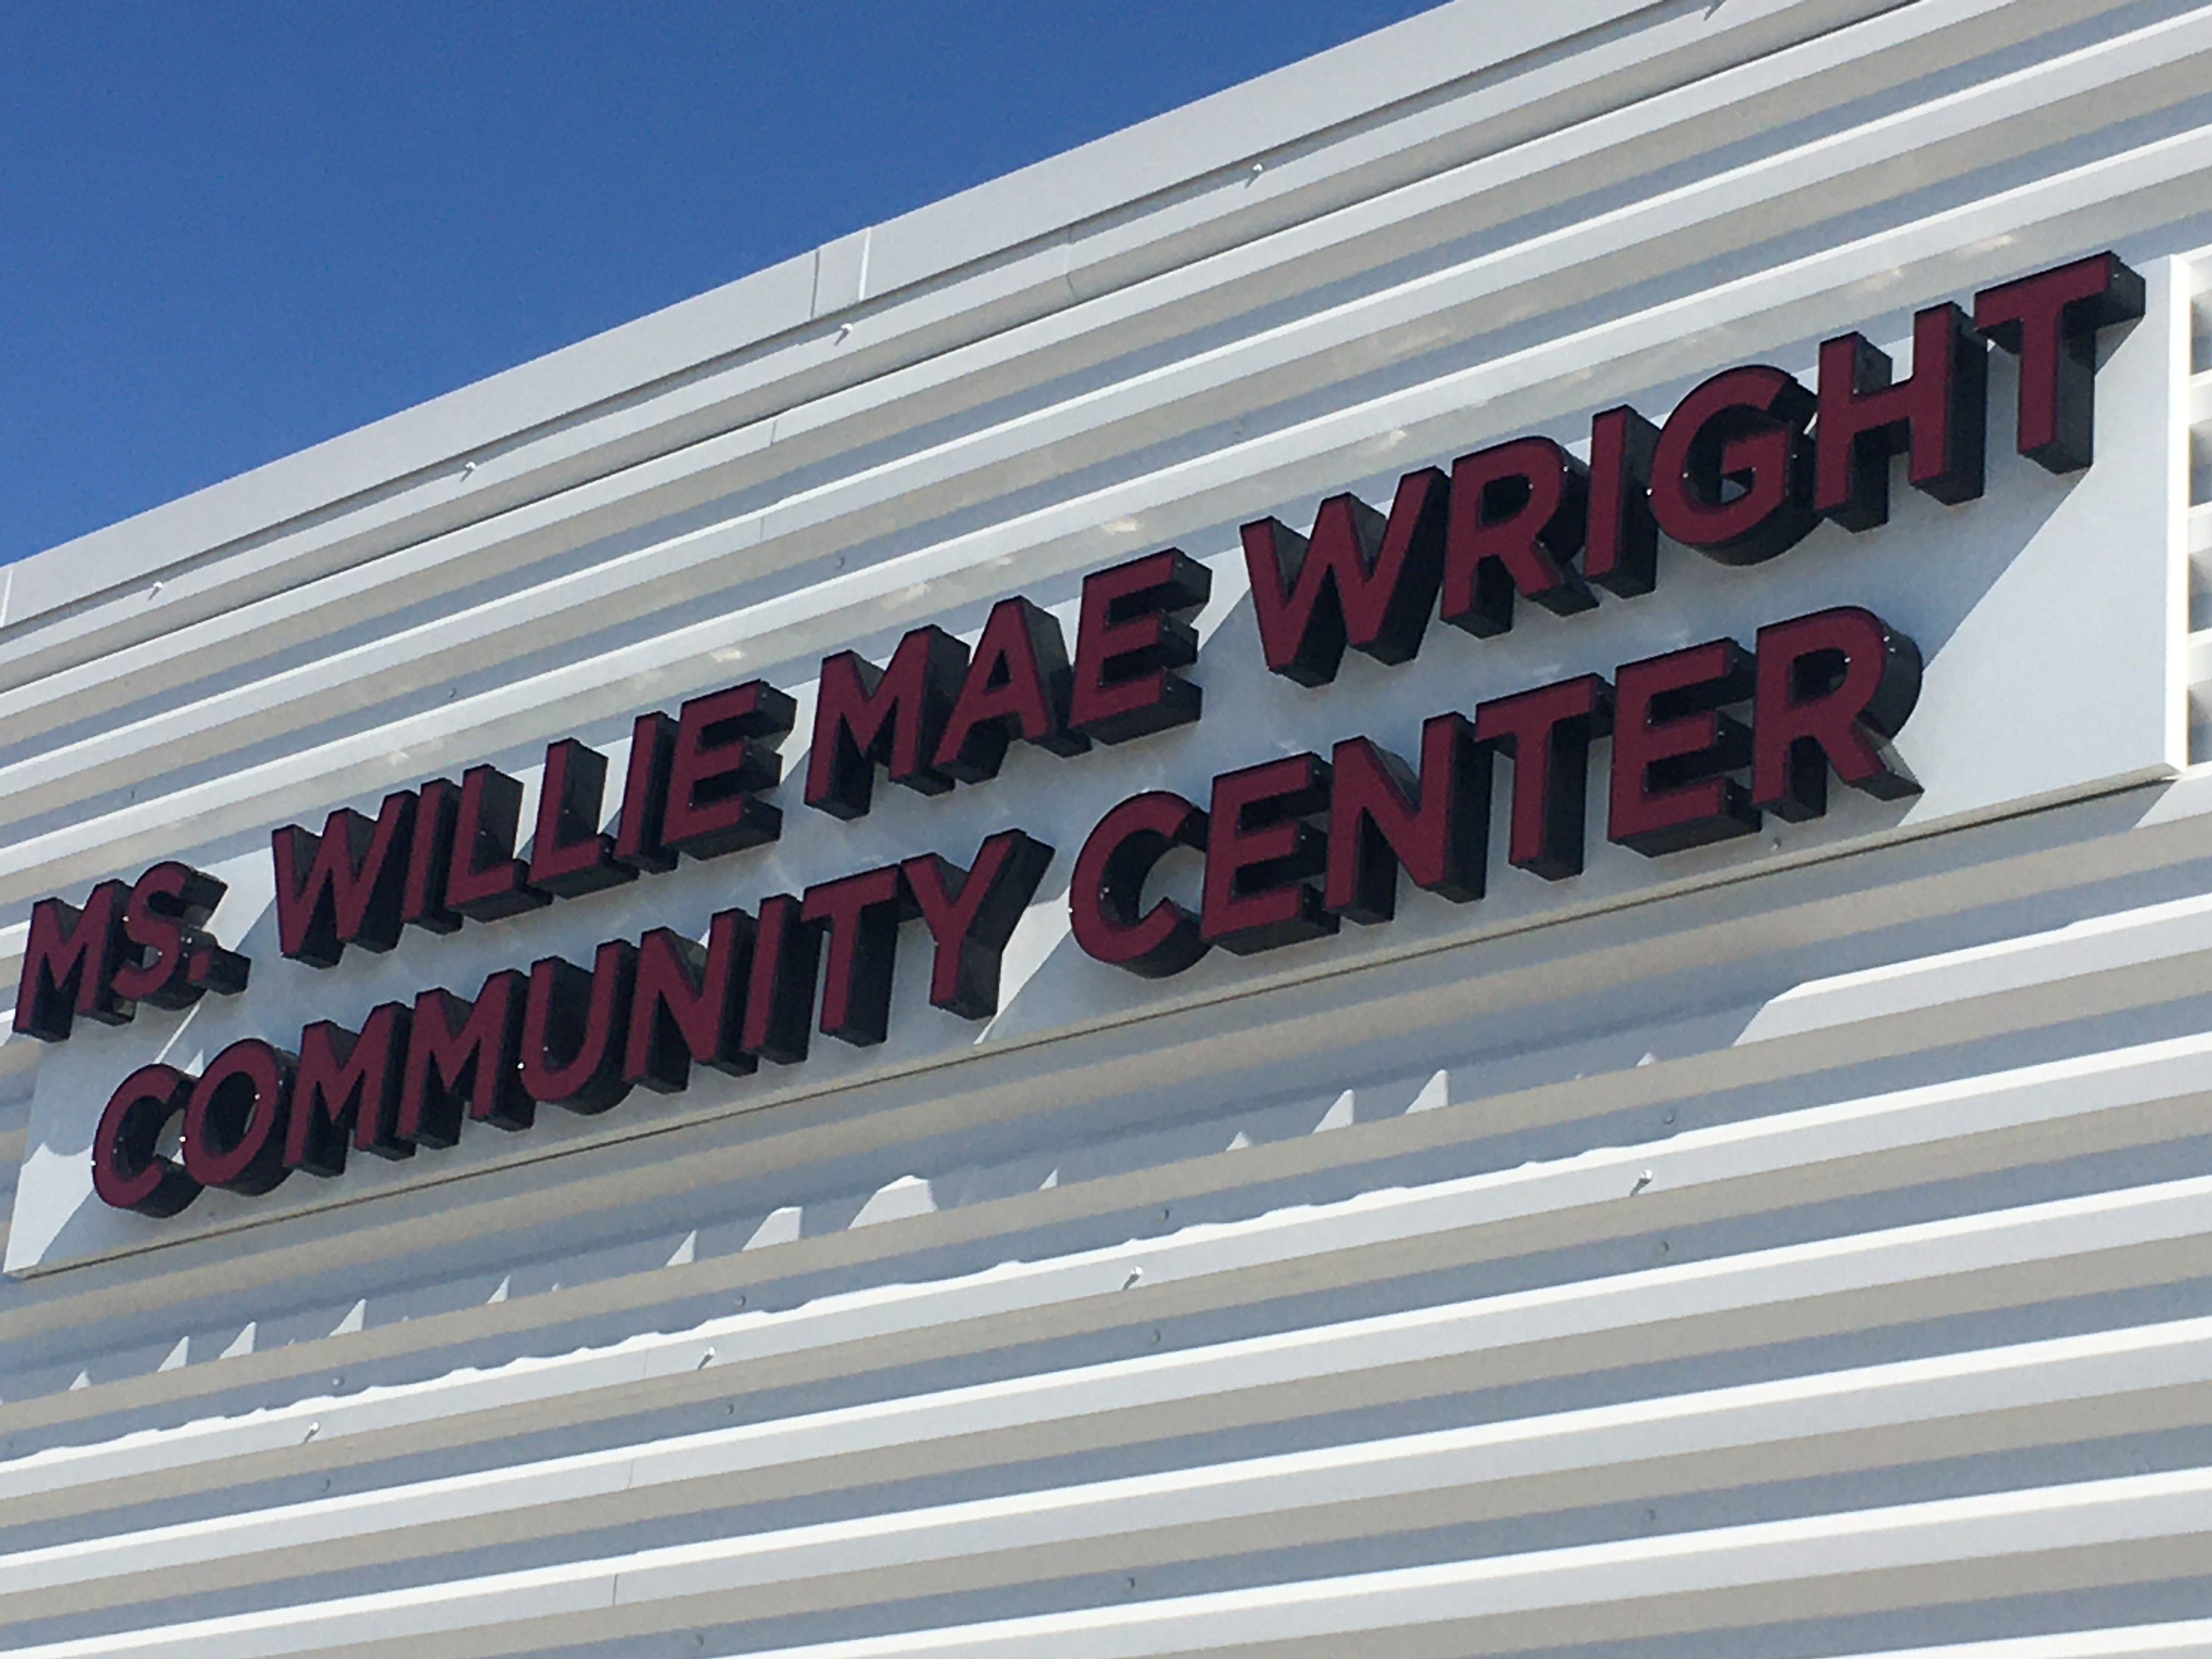 MS. WILLIE MAE WRIGHT
COMMUNITY CENTER